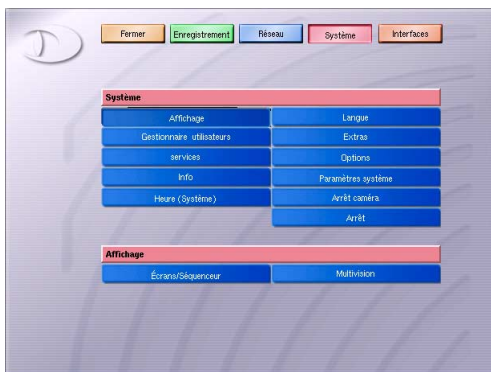 Fermer Enregistrement Réseau Système Interfaces
Système
Affichage Langue
Gestionnaire utilisateurs Extras
services Options
Info Paramètres système
Heure (Système) Arrêt caméra
Arrêt
Affichage
Écrans/Séquenceur Multivision